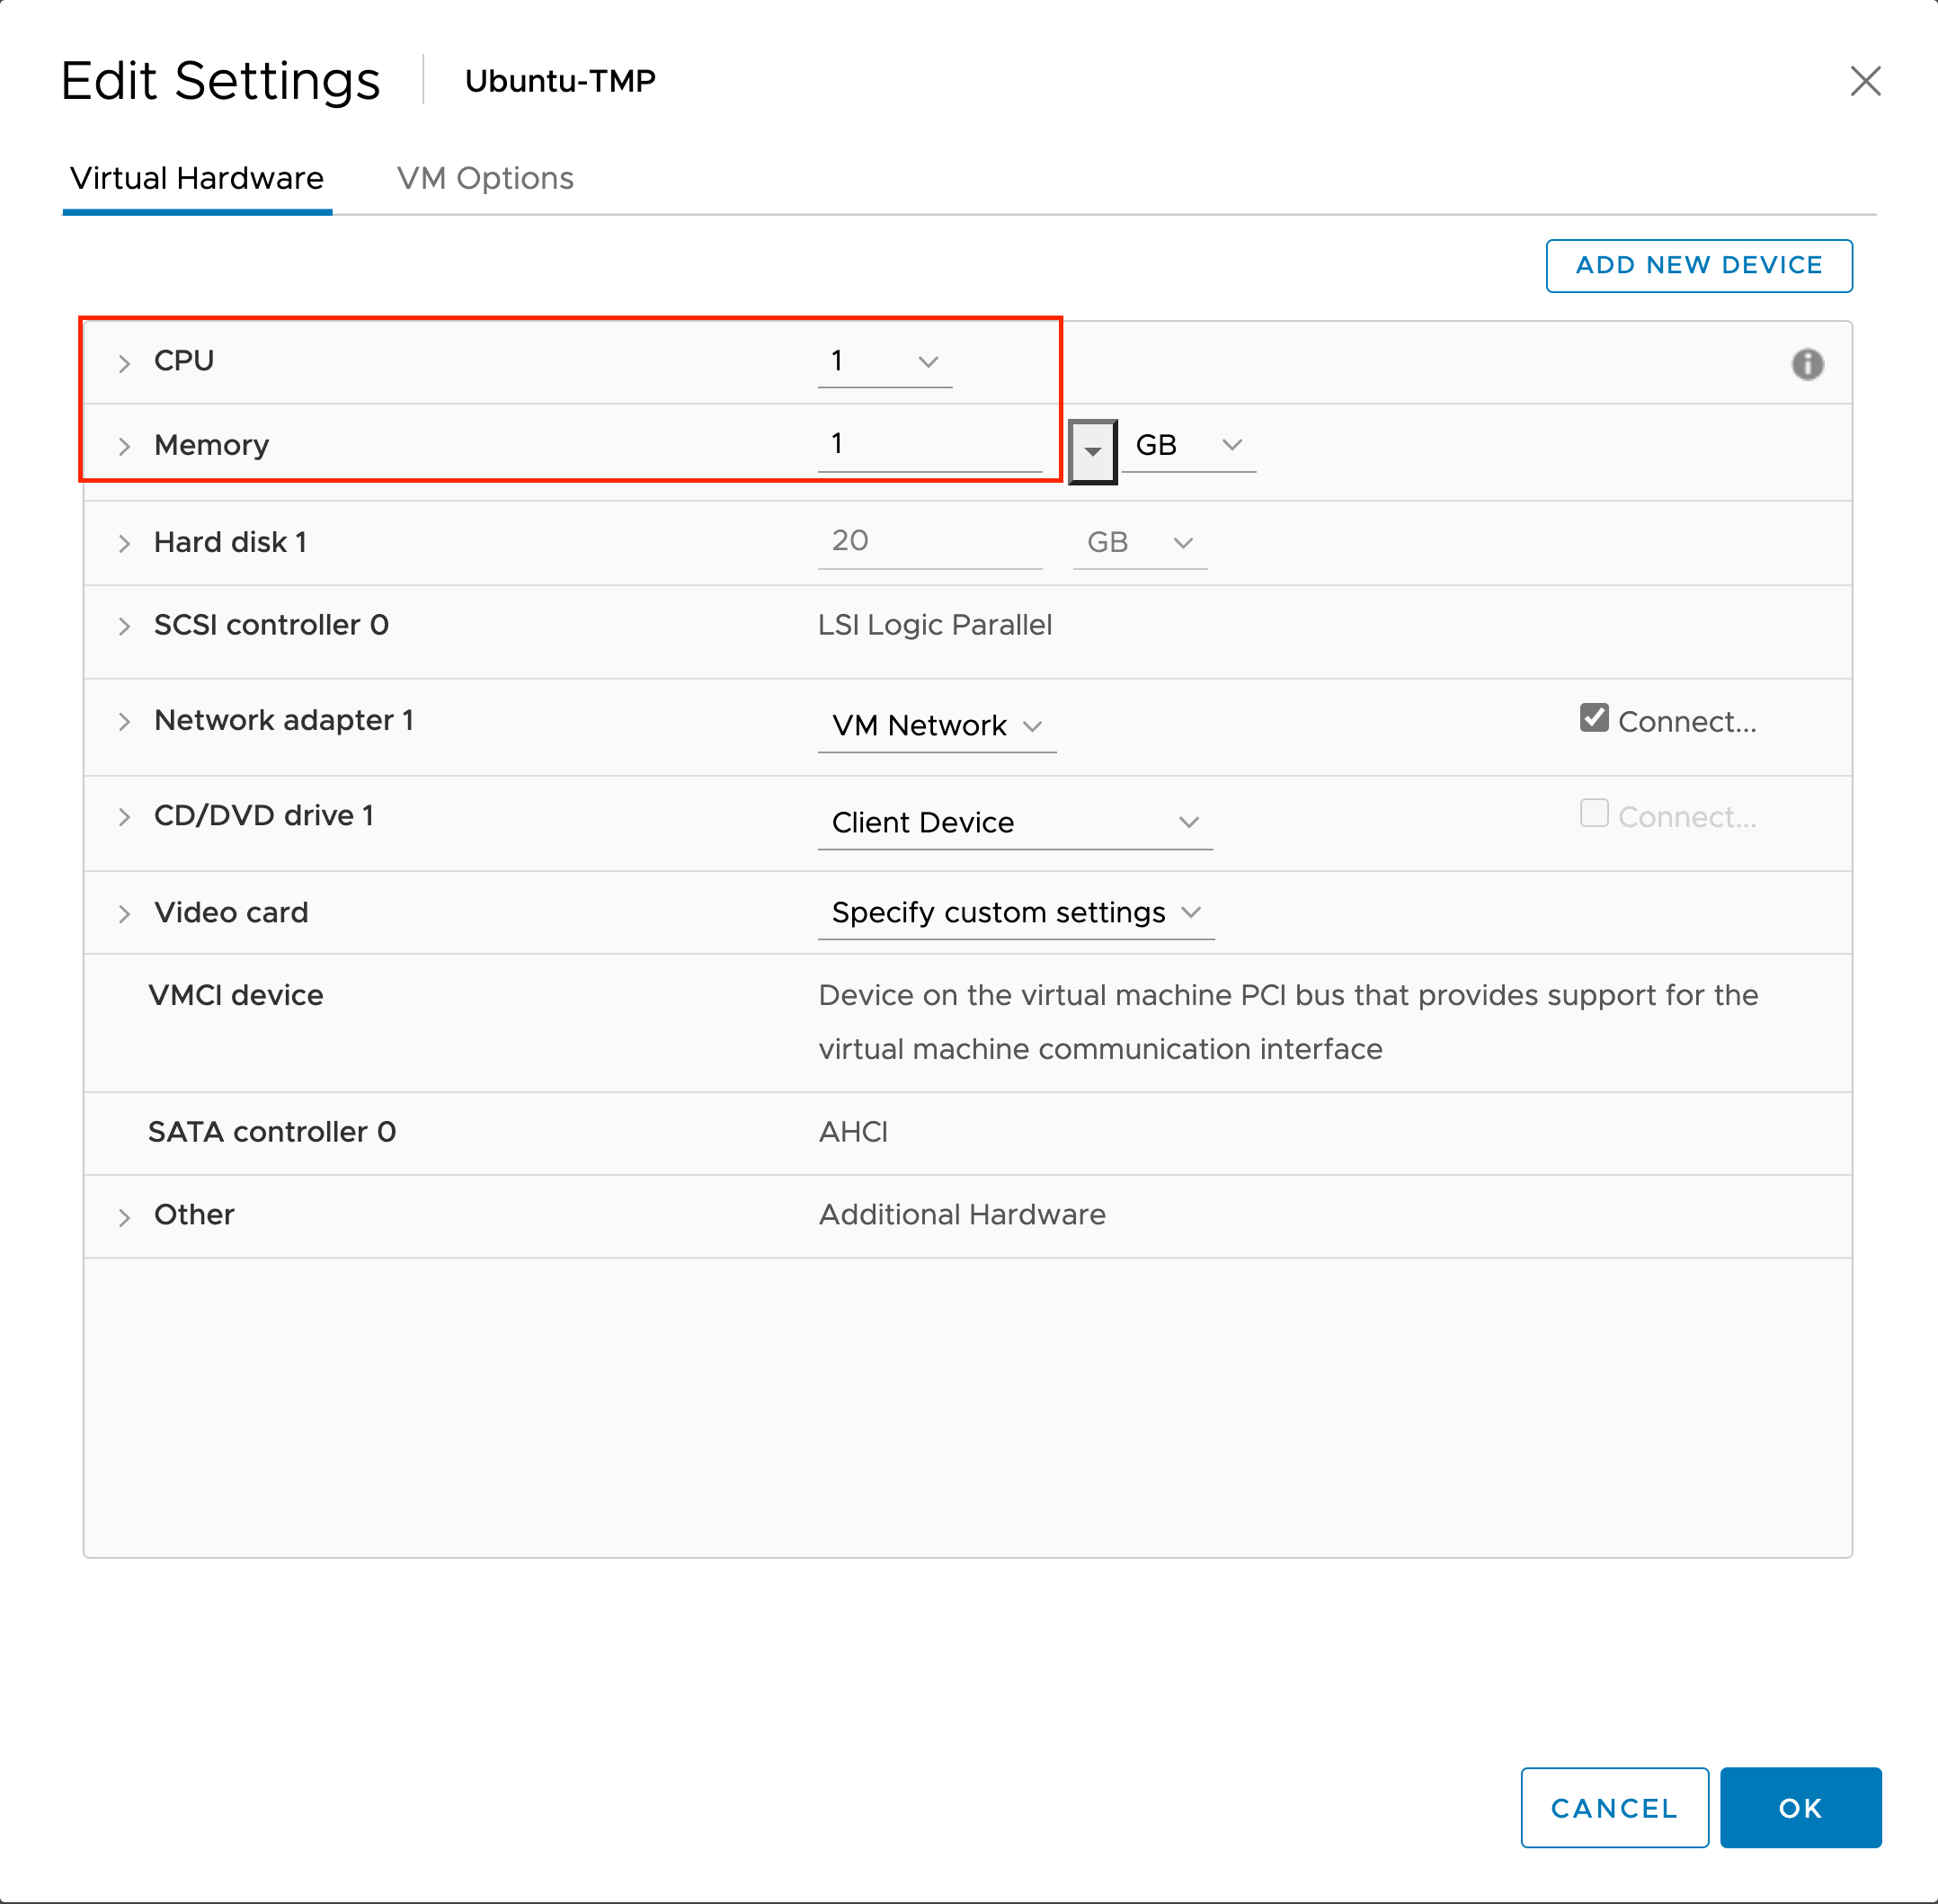 Edit Settings Ubuntu-TMP
Virtual Hardware VM Options
ADD NEW DEVICE
CPU 1
Memory 1 GB
Hard disk 1 20 GB
SCSI controller 0 LSI Logic Parallel
Network adapter 1 VM Network Connect...
CD/DVD drive 1 Client Device Connect...
Video card Specify custom settings
VMCI device Device on the virtual machine PCI bus that provides support for the
virtual machine communication interface
SATA controller 0 AHCI
Other Additional Hardware
CANCEL OK